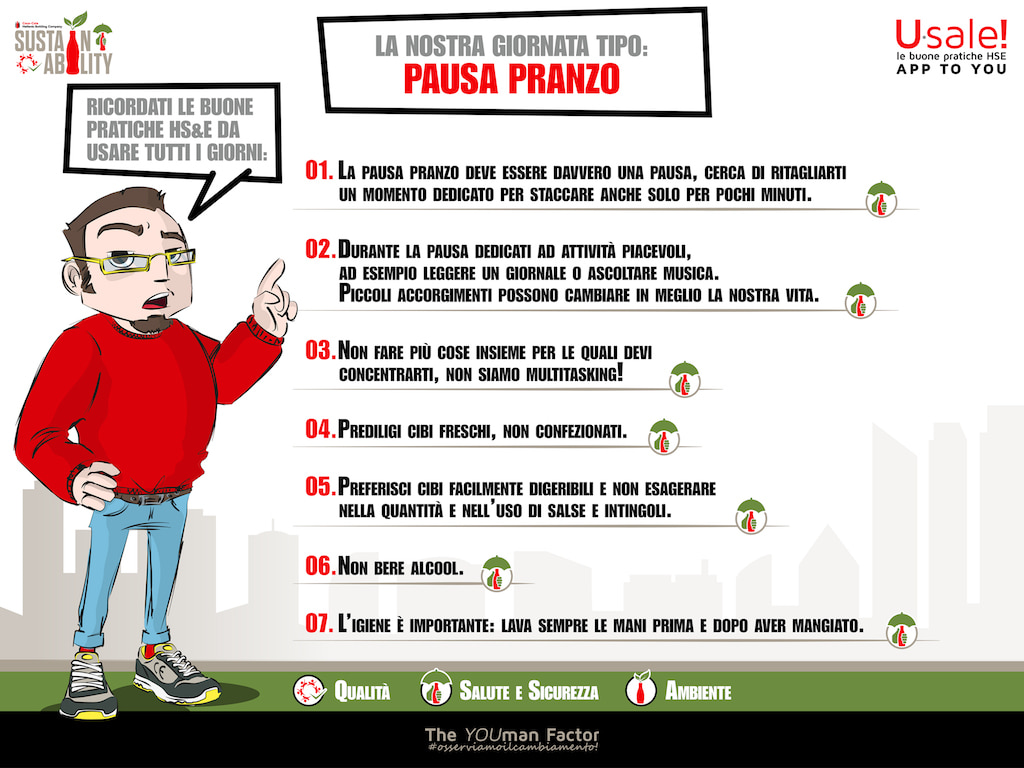 Coca-Cola
Hellenic Bottling Company
SUSTAIN
ABILITY
LA NOSTRA GIORNATA TIPO:
PAUSA PRANZO
U·sale!
le buone pratiche HSE
APP TO YOU
RICORDATI LE BUONE
PRATICHE HS&E DA
USARE TUTTI I GIORNI:
01. La pausa pranzo deve essere davvero una pausa, cerca di ritagliarti
un momento dedicato per staccare anche solo per pochi minuti.
02. Durante la pausa dedicati ad attività piacevoli,
ad esempio leggere un giornale o ascoltare musica.
Piccoli accorgimenti possono cambiare in meglio la nostra vita.
03. Non fare più cose insieme per le quali devi
concentrarti, non siamo multitasking!
04. Prediligi cibi freschi, non confezionati.
05. Preferisci cibi facilmente digeribili e non esagerare
nella quantità e nell'uso di salse e intingoli.
06. Non bere alcool.
07. L'igiene è importante: lava sempre le mani prima e dopo aver mangiato.
Qualità Salute e Sicurezza Ambiente
The YOUman Factor
#osserviamoilcambiamento!